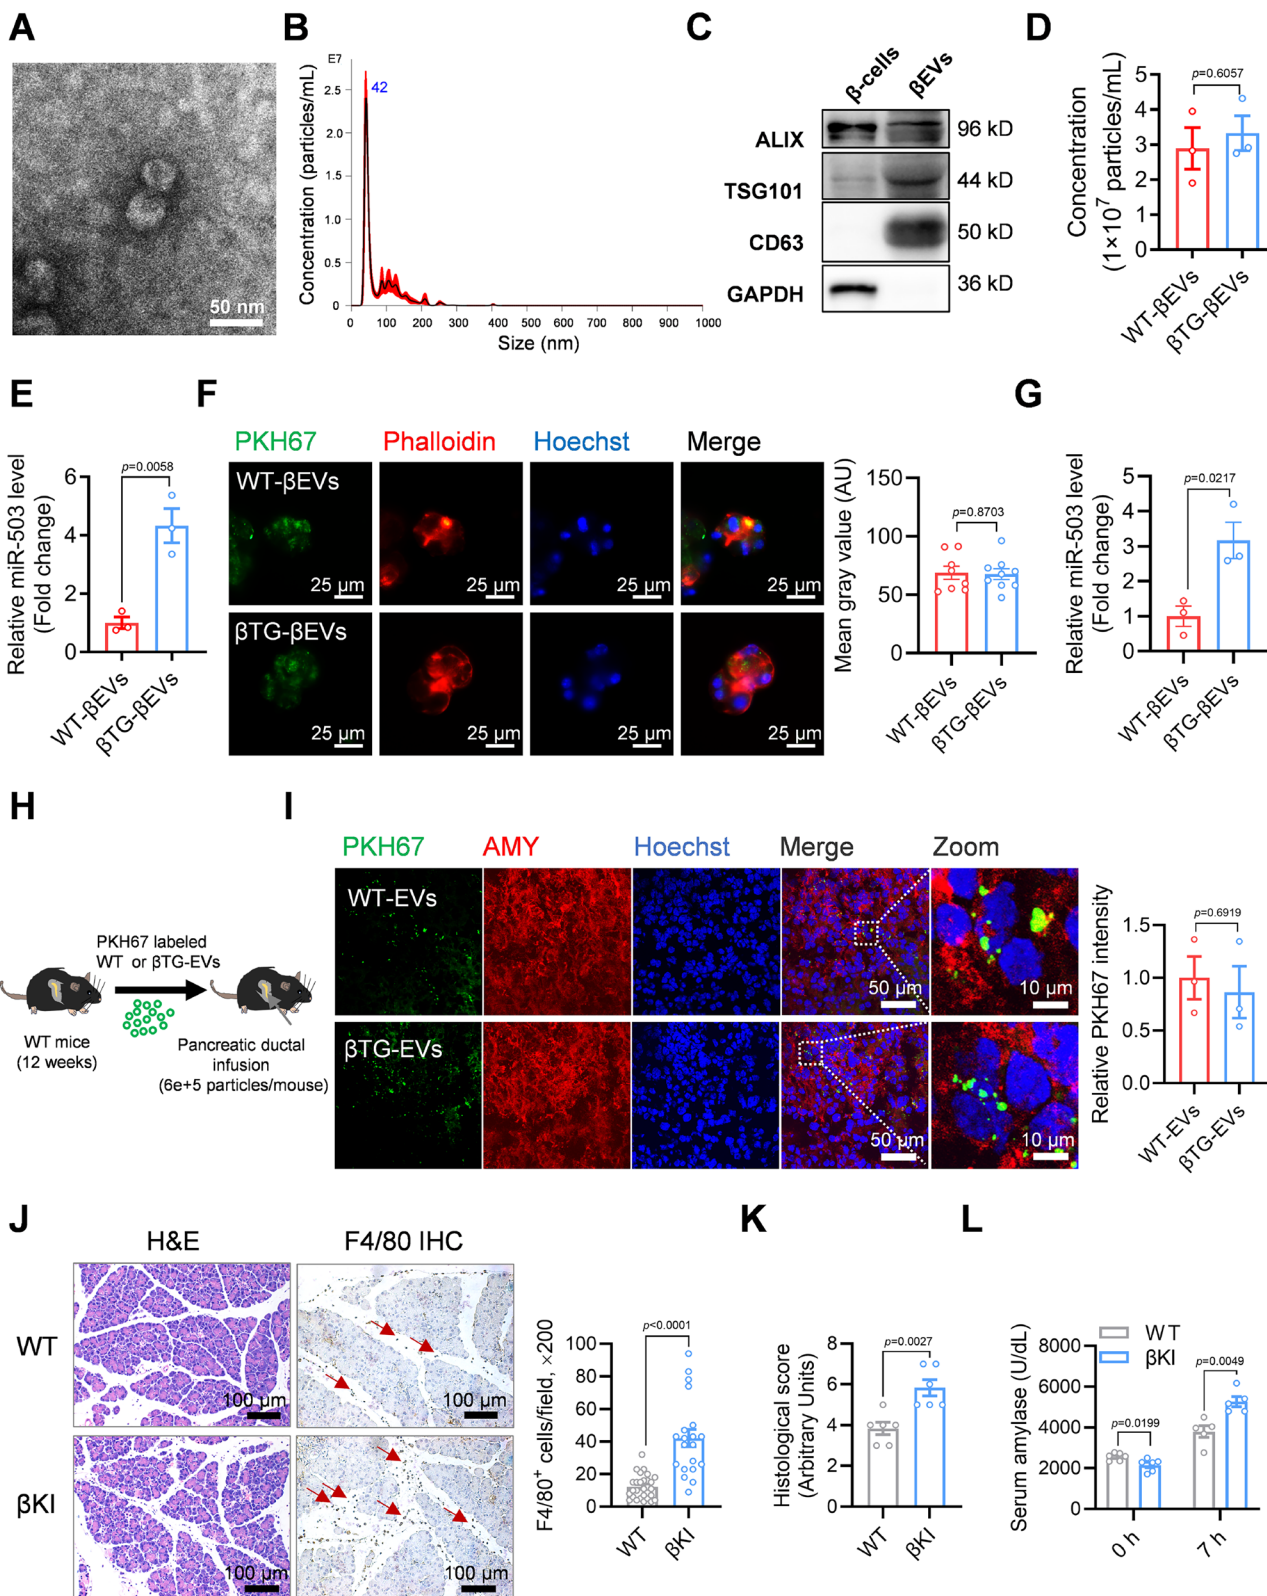 A
50 nm
B
E7
Concentration (particles/mL)
2.5
2.0
1.5
1.0
0.5
0
42
0 100 200 300 400 500 600 700 800 900 1000
Size (nm)
C
β-cells βEVs
ALIX 96 kD
TSG101 44 kD
CD63 50 kD
GAPDH 36 kD
D
Concentration
(1×10⁷ particles/mL)
5
4
3
2
1
0
p=0.6057
WT-βEVs βTG-βEVs
E
Relative miR-503 level
(Fold change)
6
4
2
0
p=0.0058
WT-βEVs βTG-βEVs
F
PKH67 Phalloidin Hoechst Merge
WT-βEVs
25 μm 25 μm 25 μm 25 μm
βTG-βEVs
25 μm 25 μm 25 μm 25 μm
Mean gray value (AU)
150
100
50
0
p=0.8703
WT-βEVs βTG-βEVs
G
Relative miR-503 level
(Fold change)
5
4
3
2
1
0
p=0.0217
WT-βEVs βTG-βEVs
H
PKH67 labeled
WT or βTG-EVs
WT mice
(12 weeks)
Pancreatic ductal
infusion
(6e+5 particles/mouse)
I
PKH67 AMY Hoechst Merge Zoom
WT-EVs
50 μm 10 μm
βTG-EVs
50 μm 10 μm
Relative PKH67 intensity
1.5
1.0
0.5
0.0
p=0.6919
WT-EVs βTG-EVs
J
H&E F4/80 IHC
WT
100 μm 100 μm
βKI
100 μm 100 μm
F4/80⁺ cells/field, ×200
100
80
60
40
20
0
p<0.0001
WT βKI
K
Histological score
(Arbitrary Units)
8
6
4
2
0
p=0.0027
WT βKI
L
Serum amylase (U/dL)
8000
6000
4000
2000
0
WT
βKI
p=0.0199
p=0.0049
0 h 7 h